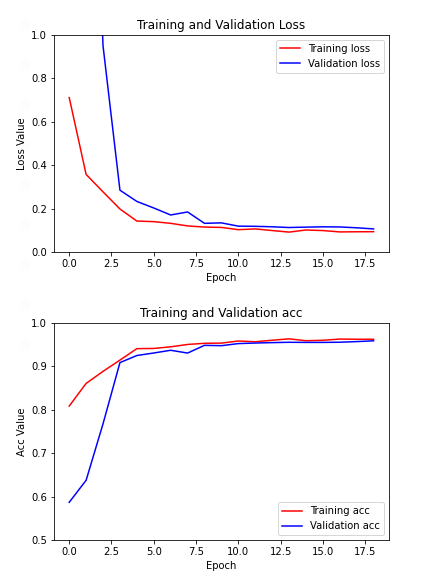 Training and Validation Loss
1.0
0.8
0.6
0.4
0.2
0.0
Loss Value
Training loss
Validation loss
0.0 2.5 5.0 7.5 10.0 12.5 15.0 17.5
Epoch
Training and Validation acc
1.0
0.9
0.8
0.7
0.6
0.5
Acc Value
Training acc
Validation acc
0.0 2.5 5.0 7.5 10.0 12.5 15.0 17.5
Epoch